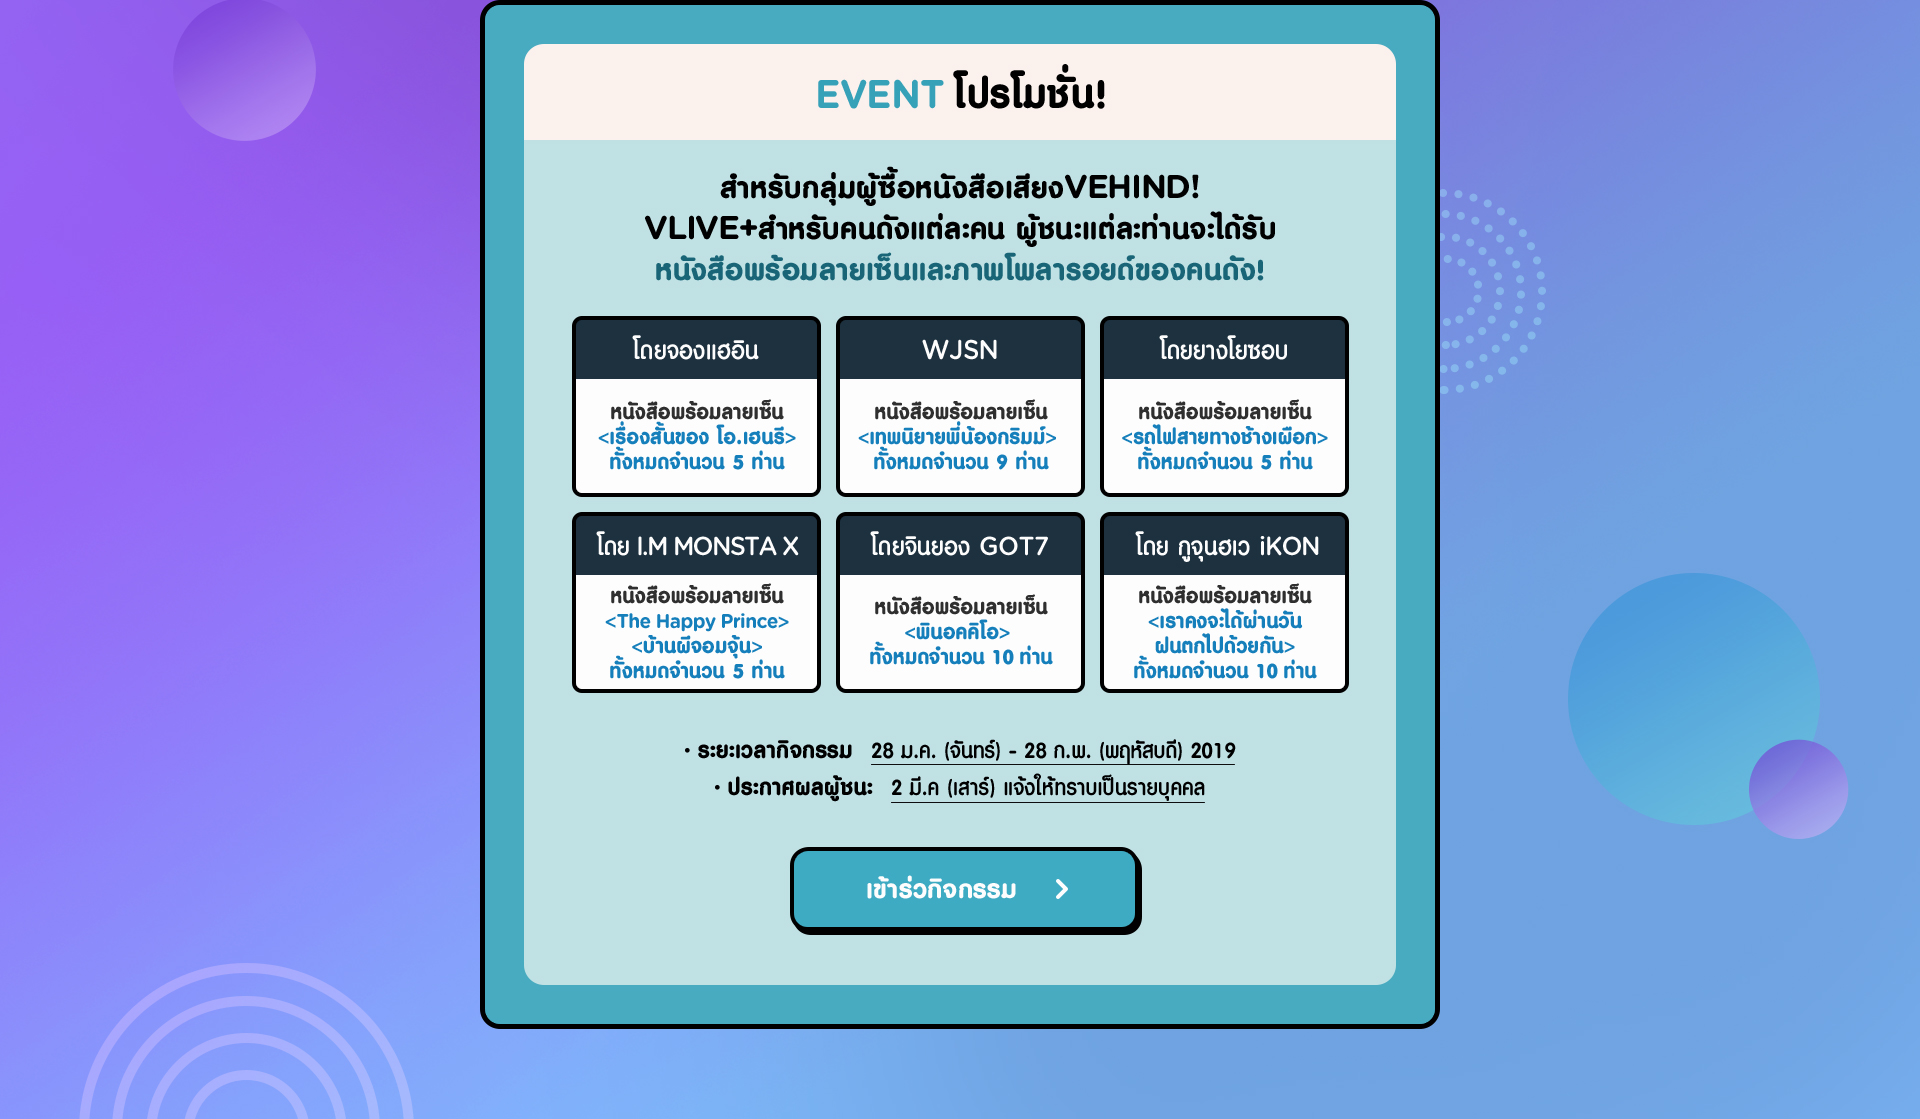 EVENT โปรโมชั่น!
สำหรับกลุ่มผู้ซื้อหนังสือเสียงVEHIND!
VLIVE+สำหรับคนดังแต่ละคน ผู้ชนะแต่ละท่านจะได้รับ
หนังสือพร้อมลายเซ็นและภาพโพลารอยด์ของคนดัง!
โดยจองแฮอิน
หนังสือพร้อมลายเซ็น
<เรื่องสั้นของ โอ.เฮนรี>
ทั้งหมดจำนวน 5 ท่าน
WJSN
หนังสือพร้อมลายเซ็น
<เทพนิยายพี่น้องกริมม์>
ทั้งหมดจำนวน 9 ท่าน
โดยยางโยซอบ
หนังสือพร้อมลายเซ็น
<รถไฟสายทางช้างเผือก>
ทั้งหมดจำนวน 5 ท่าน
โดย I.M MONSTA X
หนังสือพร้อมลายเซ็น
<The Happy Prince>
<บ้านผีจอมจุ้น>
ทั้งหมดจำนวน 5 ท่าน
โดยจินยอง GOT7
หนังสือพร้อมลายเซ็น
<พินอคคิโอ>
ทั้งหมดจำนวน 10 ท่าน
โดย กูจุนฮเว iKON
หนังสือพร้อมลายเซ็น
<เราคงจะได้ผ่านวัน
ฝนตกไปด้วยกัน>
ทั้งหมดจำนวน 10 ท่าน
• ระยะเวลากิจกรรม 28 ม.ค. (จันทร์) - 28 ก.พ. (พฤหัสบดี) 2019
• ประกาศผลผู้ชนะ 2 มี.ค (เสาร์) แจ้งให้ทราบเป็นรายบุคคล
เข้าร่วกิจกรรม